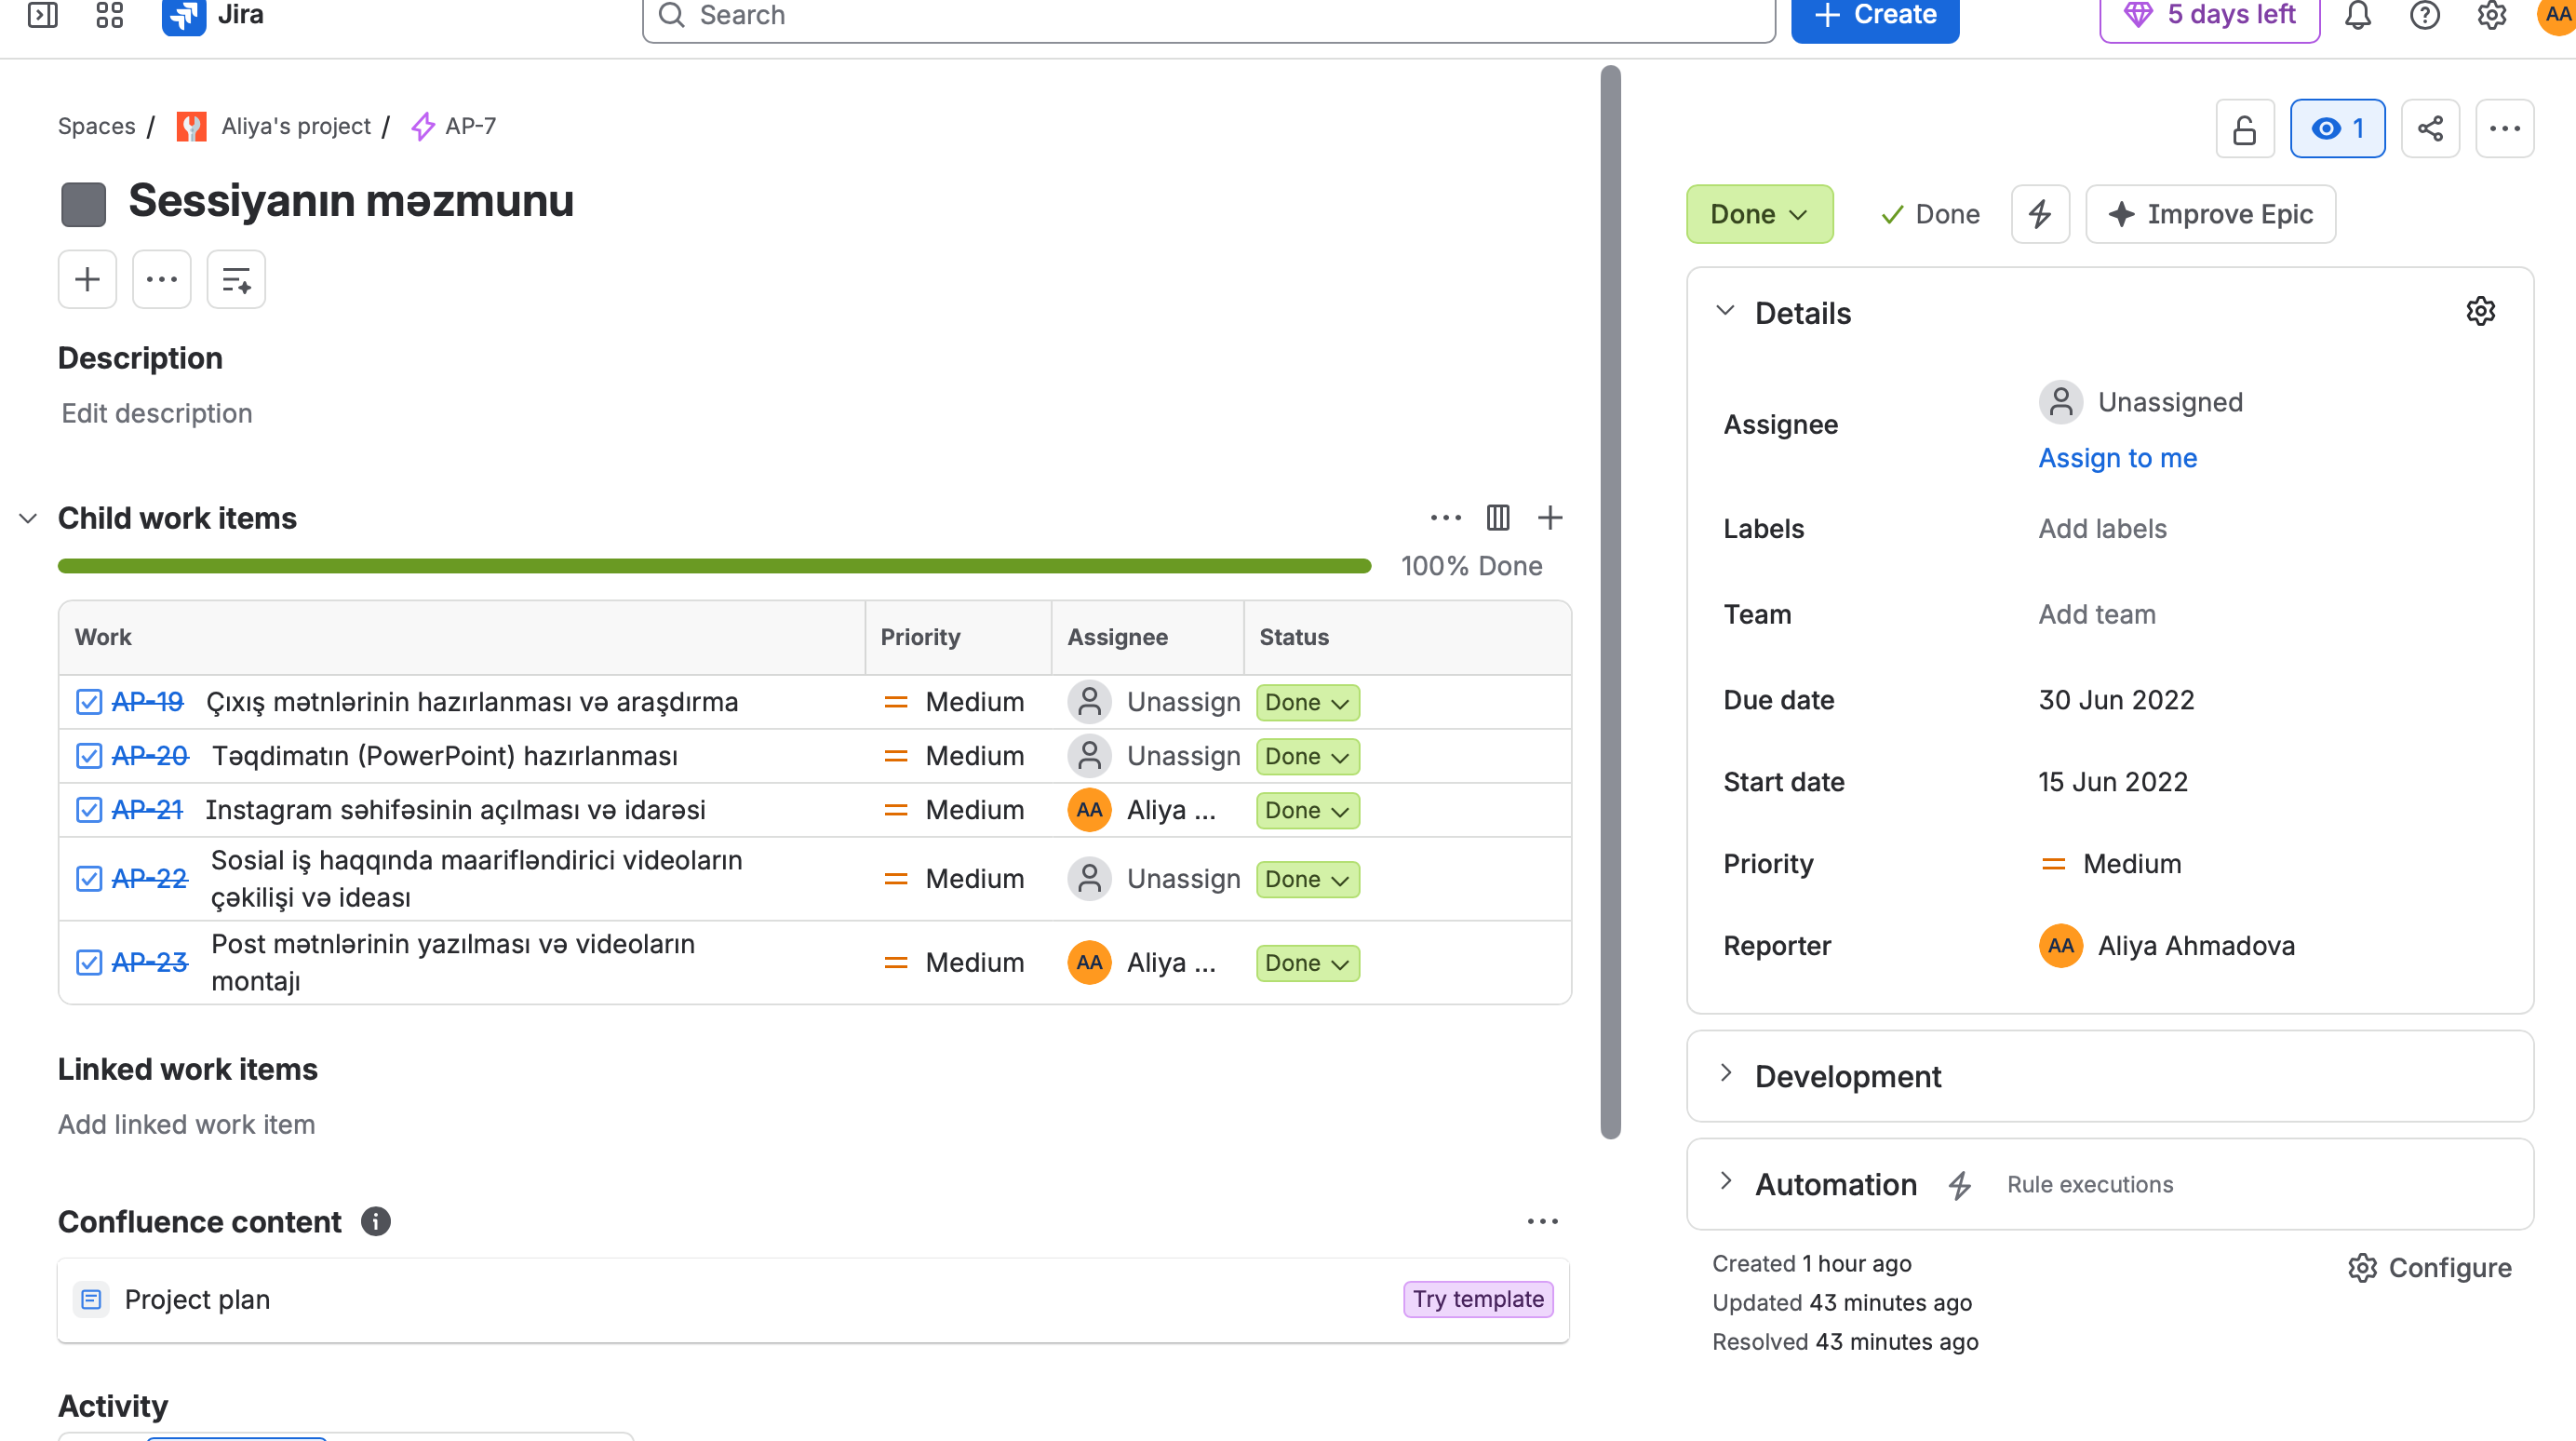 Jira
Search
Create
5 days left
AA
Spaces / Aliya's project / AP-7
1
Sessiyanın məzmunu
Done
Done
Improve Epic
Description
Edit description
Details
Assignee
Unassigned
Assign to me
Labels
Add labels
Team
Add team
Due date
30 Jun 2022
Start date
15 Jun 2022
Priority
Medium
Reporter
AA Aliya Ahmadova
Child work items
100% Done
Work Priority Assignee Status
AP-19 Çıxış mətnlərinin hazırlanması və araşdırma Medium Unassign Done
AP-20 Təqdimatın (PowerPoint) hazırlanması Medium Unassign Done
AP-21 Instagram səhifəsinin açılması və idarəsi Medium AA Aliya ... Done
AP-22 Sosial iş haqqında maarifləndirici videoların
çəkilişi və ideası Medium Unassign Done
AP-23 Post mətnlərinin yazılması və videoların
montajı Medium AA Aliya ... Done
Linked work items
Add linked work item
Confluence content
Project plan
Try template
Activity
Development
Automation
Rule executions
Created 1 hour ago
Updated 43 minutes ago
Resolved 43 minutes ago
Configure